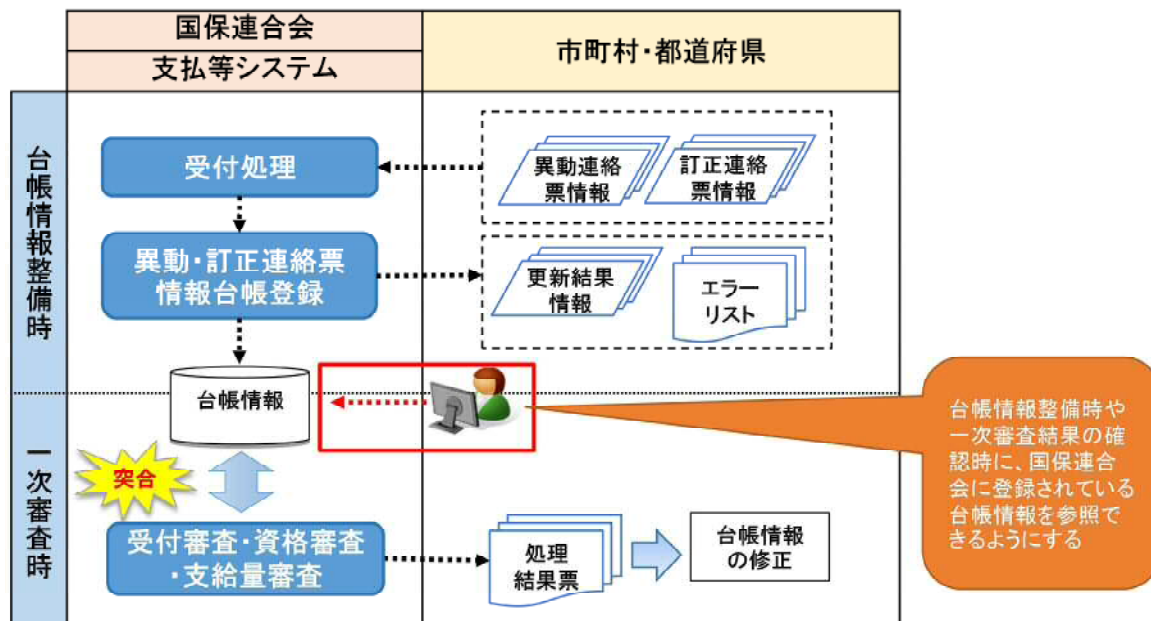 国保連合会
支払等システム
市町村・都道府県
台帳情報整備時
受付処理
異動連絡
票情報
訂正連絡
票情報
異動・訂正連絡票
情報台帳登録
更新結果
情報
エラー
リスト
台帳情報
台帳情報整備時や
一次審査結果の確
認時に、国保連合
会に登録されている
台帳情報を参照で
きるようにする
一次審査時
突合
受付審査・資格審査
・支給量審査
処理
結果票
台帳情報
の修正